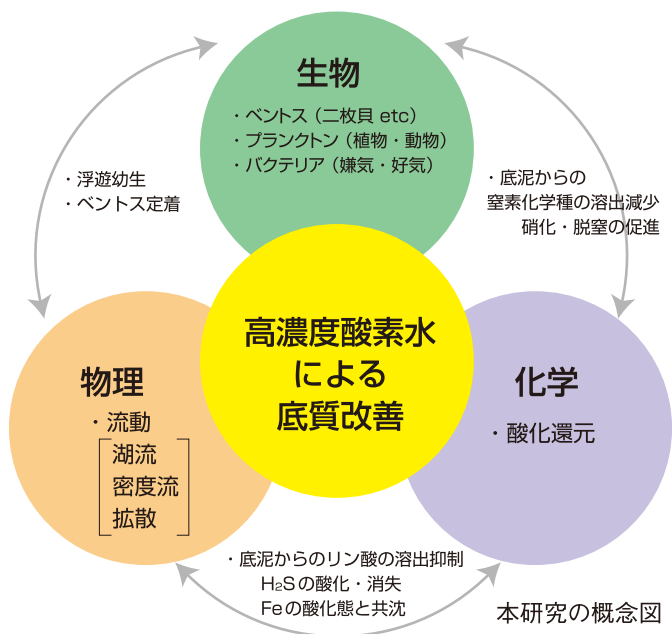 生物
・ベントス（二枚貝 etc）
・プランクトン（植物・動物）
・バクテリア（嫌気・好気）
・浮遊幼生
・ベントス定着
・底泥からの
窒素化学種の溶出減少
硝化・脱窒の促進
高濃度酸素水
による
底質改善
物理
・流動
湖流
密度流
拡散
化学
・酸化還元
・底泥からのリン酸の溶出抑制
H₂Sの酸化・消失
Feの酸化態と共沈
本研究の概念図